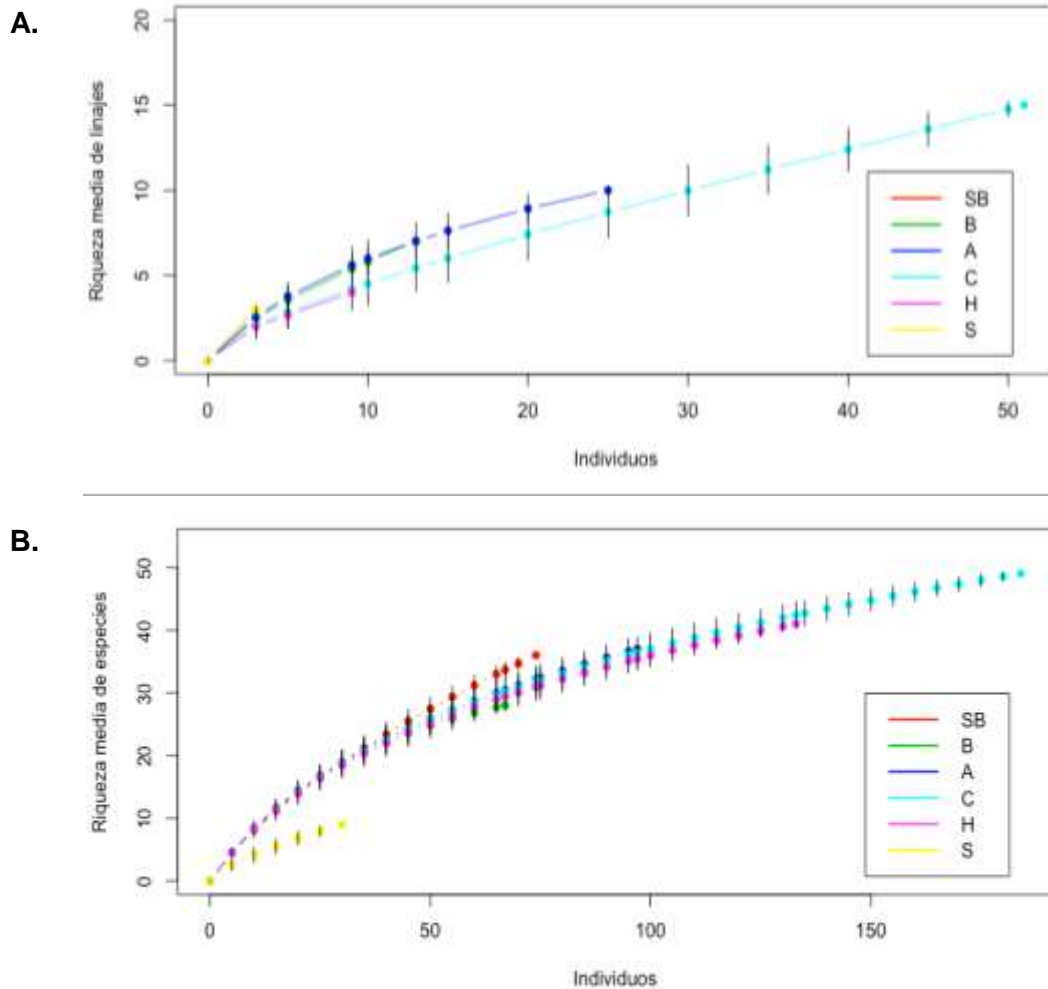 A.
Riqueza media de linajes
20
15
10
5
0
0 10 20 30 40 50
Individuos
SB
B
A
C
H
S
B.
Riqueza media de especies
50
40
30
20
10
0
0 50 100 150
Individuos
SB
B
A
C
H
S